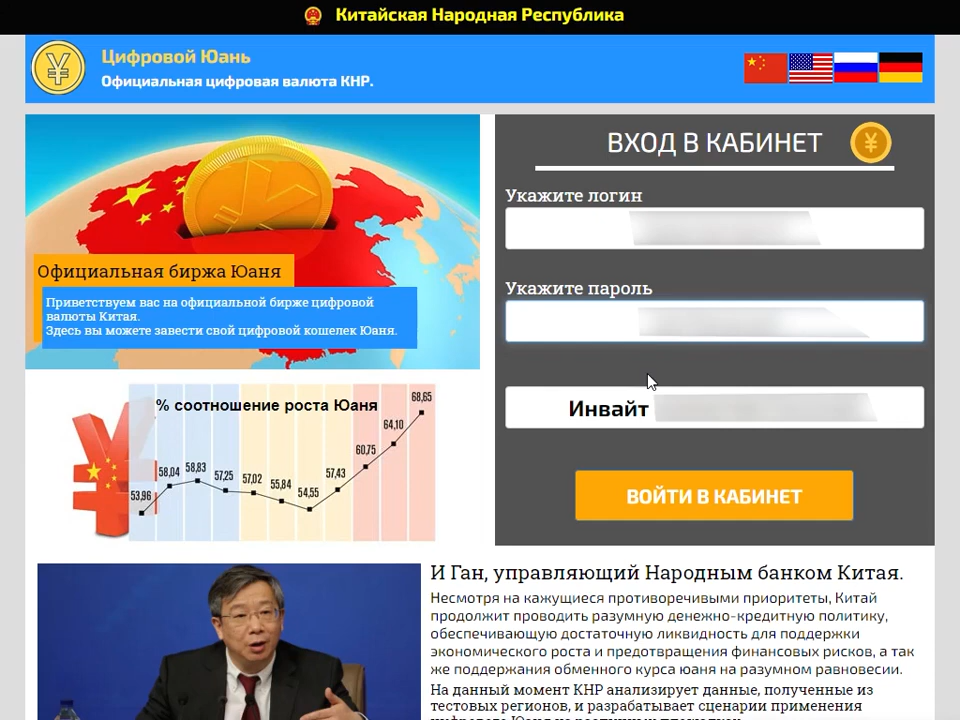 Китайская Народная Республика
Цифровой Юань
Официальная цифровая валюта КНР.
Официальная биржа Юаня
Приветствуем вас на официальной бирже цифровой
валюты Китая.
Здесь вы можете завести свой цифровой кошелек Юаня.
ВХОД В КАБИНЕТ
Укажите логин
Укажите пароль
Инвайт
ВОЙТИ В КАБИНЕТ
% соотношение роста Юаня
53,96
58,04
58,83
57,25
57,02
55,84
54,55
57,43
60,75
64,10
68,65
И Ган, управляющий Народным банком Китая.
Несмотря на кажущиеся противоречивыми приоритеты, Китай
продолжит проводить разумную денежно-кредитную политику,
обеспечивающую достаточную ликвидность для поддержки
экономического роста и предотвращения финансовых рисков, а так
же поддержания обменного курса юаня на разумном равновесии.
На данный момент КНР анализирует данные, полученные из
тестовых регионов, и разрабатывает сценарии применения